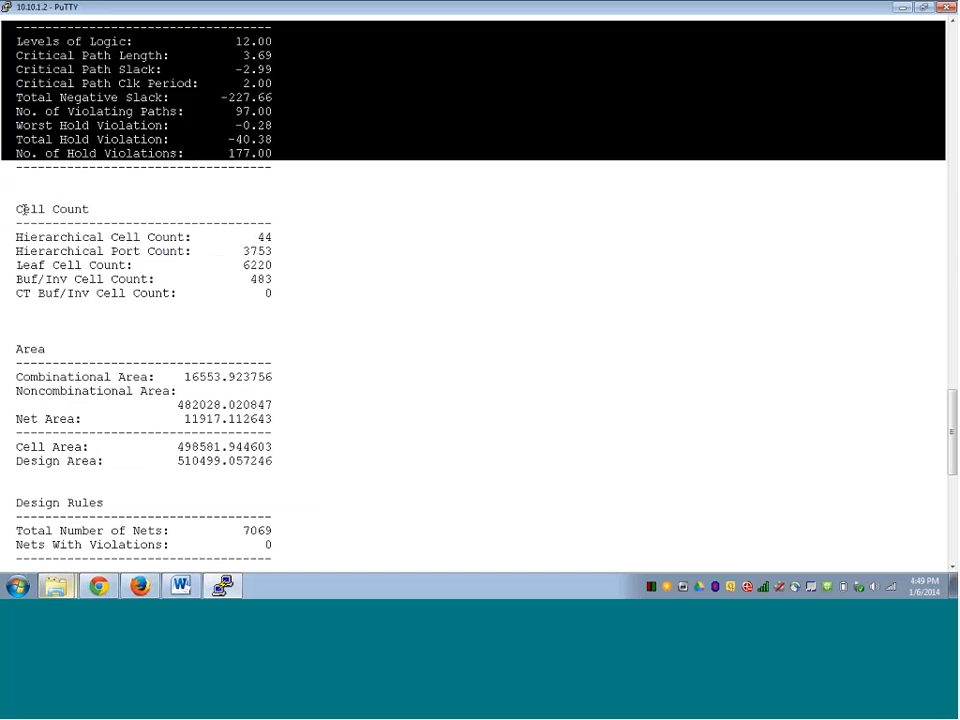 10.10.1.2 - PuTTY
-----------------------------------
Levels of Logic: 12.00
Critical Path Length: 3.69
Critical Path Slack: -2.99
Critical Path Clk Period: 2.00
Total Negative Slack: -227.66
No. of Violating Paths: 97.00
Worst Hold Violation: -0.28
Total Hold Violation: -40.38
No. of Hold Violations: 177.00
-----------------------------------
Cell Count
-----------------------------------
Hierarchical Cell Count: 44
Hierarchical Port Count: 3753
Leaf Cell Count: 6220
Buf/Inv Cell Count: 483
CT Buf/Inv Cell Count: 0
Area
-----------------------------------
Combinational Area: 16553.923756
Noncombinational Area:
482028.020847
Net Area: 11917.112643
-----------------------------------
Cell Area: 498581.944603
Design Area: 510499.057246
Design Rules
-----------------------------------
Total Number of Nets: 7069
Nets With Violations: 0
-----------------------------------
4:49 PM
1/6/2014